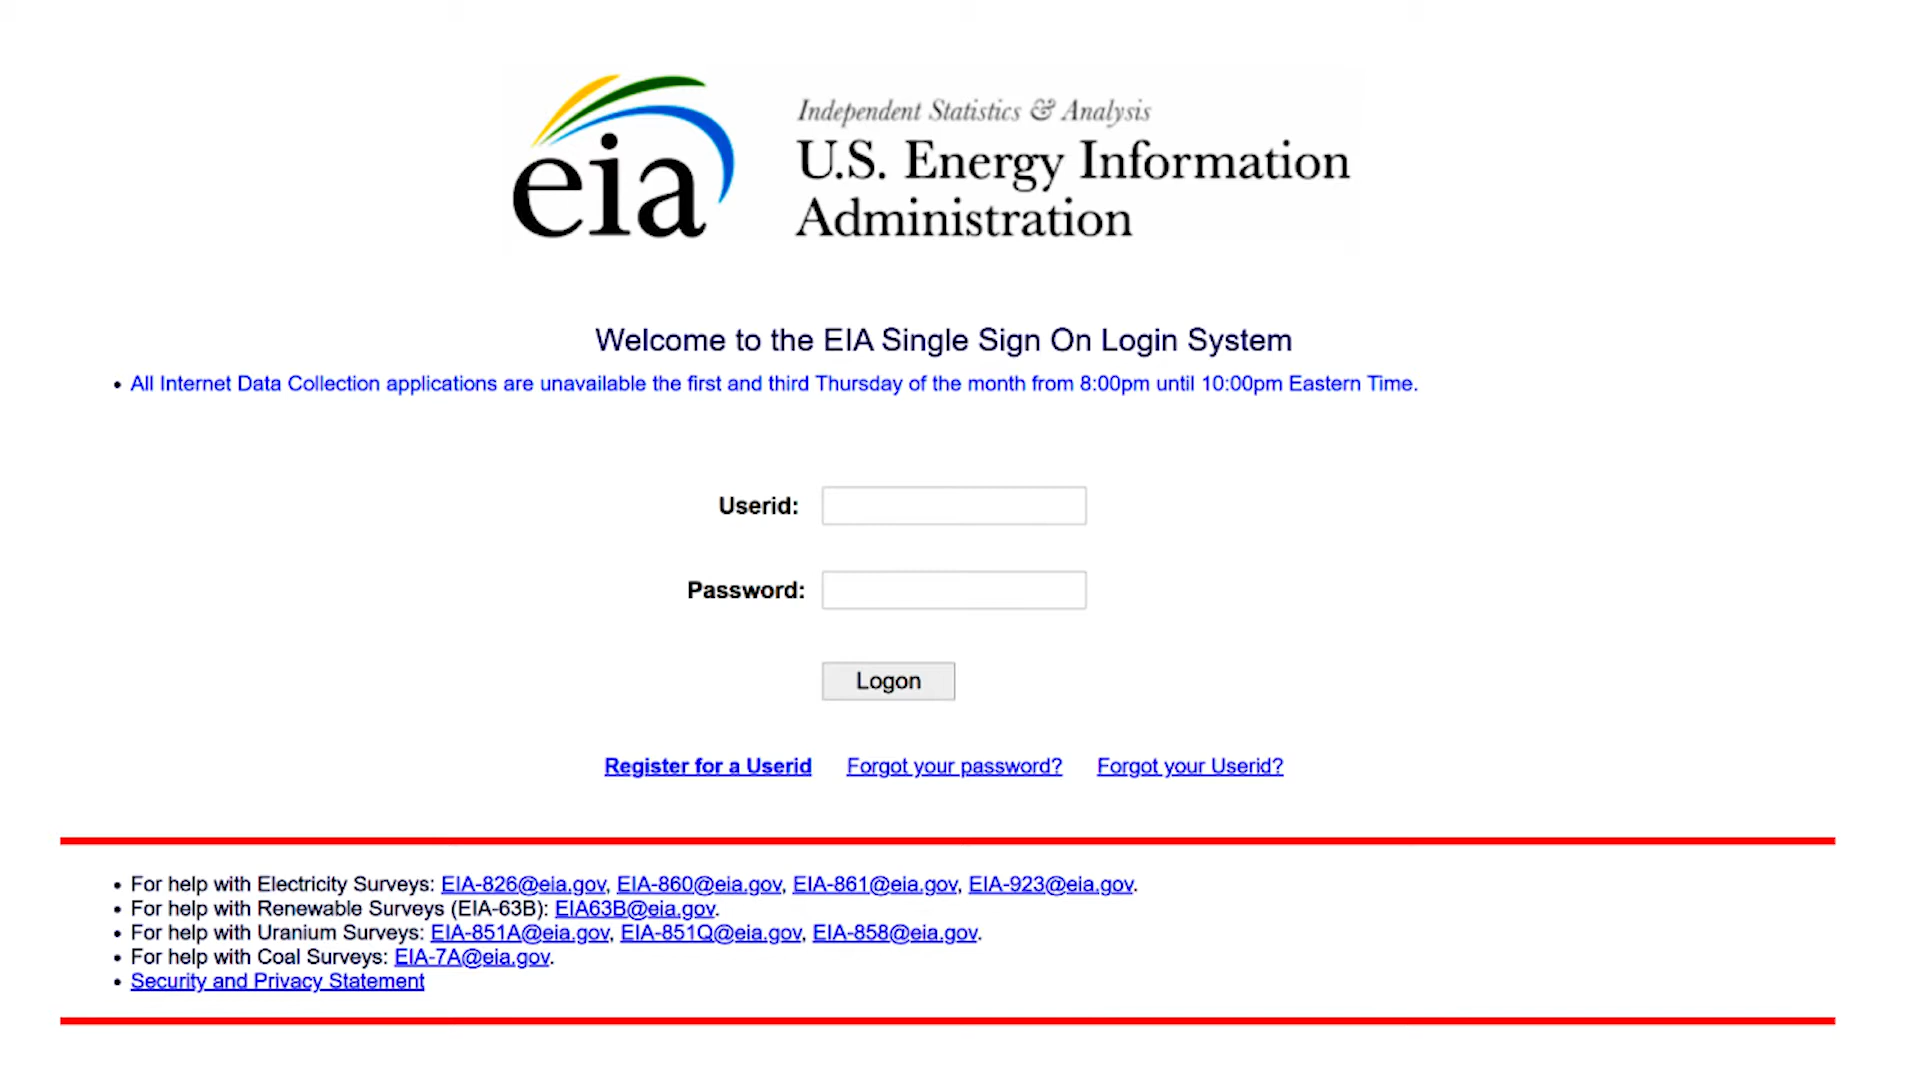 eia
Independent Statistics & Analysis
U.S. Energy Information
Administration
Welcome to the EIA Single Sign On Login System
• All Internet Data Collection applications are unavailable the first and third Thursday of the month from 8:00pm until 10:00pm Eastern Time.
Userid:
Password:
Logon
Register for a Userid Forgot your password? Forgot your Userid?
• For help with Electricity Surveys: EIA-826@eia.gov, EIA-860@eia.gov, EIA-861@eia.gov, EIA-923@eia.gov.
• For help with Renewable Surveys (EIA-63B): EIA63B@eia.gov.
• For help with Uranium Surveys: EIA-851A@eia.gov, EIA-851Q@eia.gov, EIA-858@eia.gov.
• For help with Coal Surveys: EIA-7A@eia.gov.
• Security and Privacy Statement